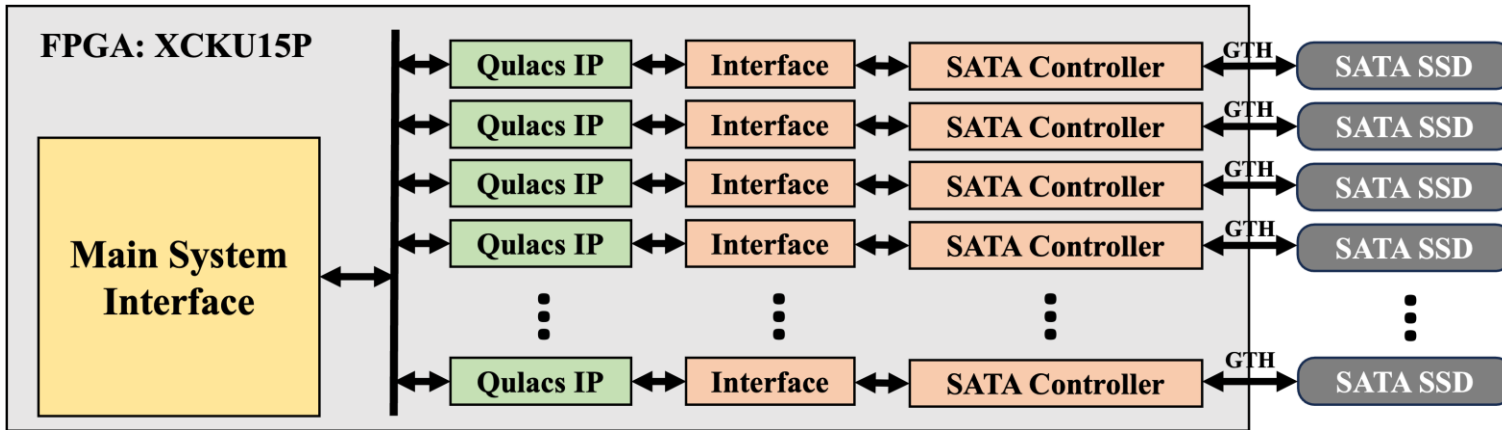 FPGA: XCKU15P
Qulacs IP Interface SATA Controller GTH SATA SSD
Qulacs IP Interface SATA Controller GTH SATA SSD
Qulacs IP Interface SATA Controller GTH SATA SSD
Qulacs IP Interface SATA Controller GTH SATA SSD
Main System
Interface
Qulacs IP Interface SATA Controller GTH SATA SSD